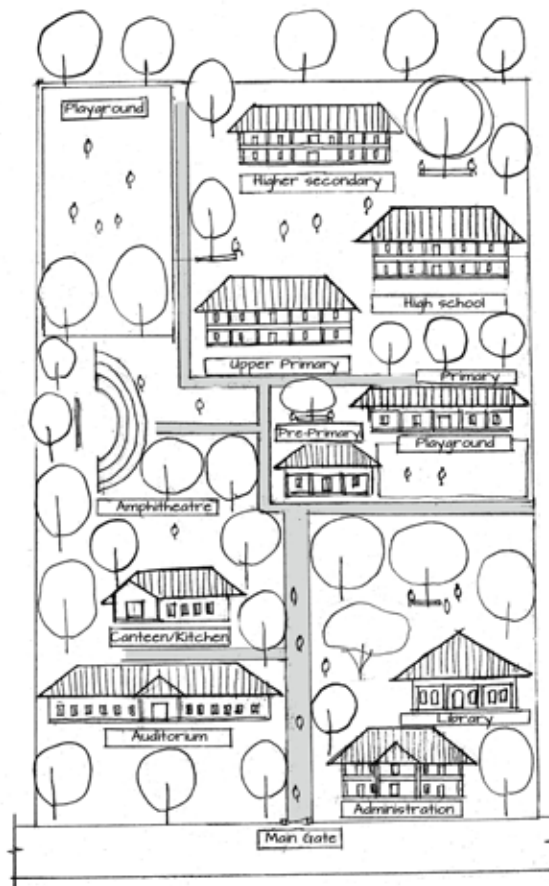 Playground
Higher secondary
High school
Upper Primary
Primary
Pre-Primary
Playground
Amphitheatre
Canteen/Kitchen
Library
Auditorium
Administration
Main Gate